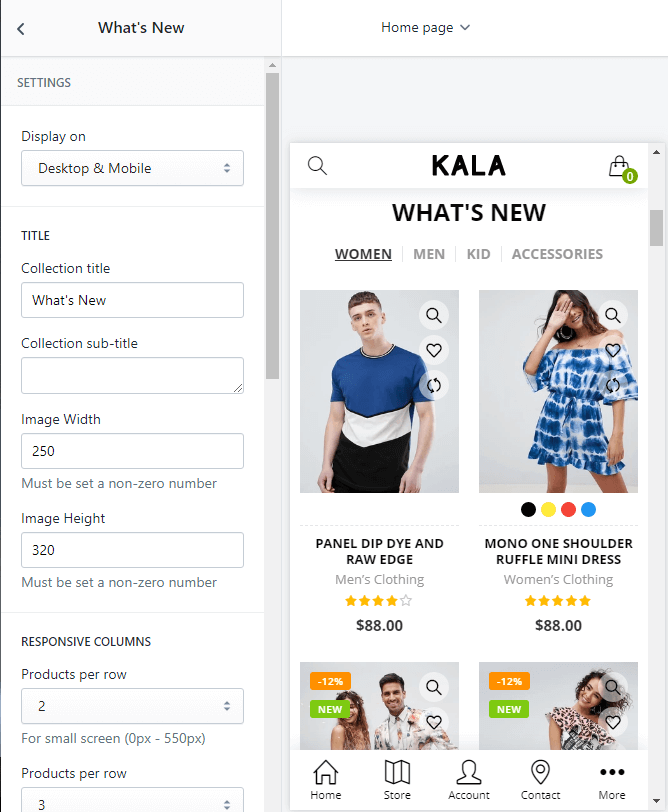 What's New
Home page
SETTINGS
Display on
Desktop & Mobile
TITLE
Collection title
What's New
Collection sub-title
Image Width
250
Must be set a non-zero number
Image Height
320
Must be set a non-zero number
RESPONSIVE COLUMNS
Products per row
2
For small screen (0px - 550px)
Products per row
3
KALA
0
WHAT'S NEW
WOMEN MEN KID ACCESSORIES
PANEL DIP DYE AND
RAW EDGE
Men's Clothing
$88.00
MONO ONE SHOULDER
RUFFLE MINI DRESS
Women's Clothing
$88.00
-12%
NEW
-12%
NEW
Home Store Account Contact More